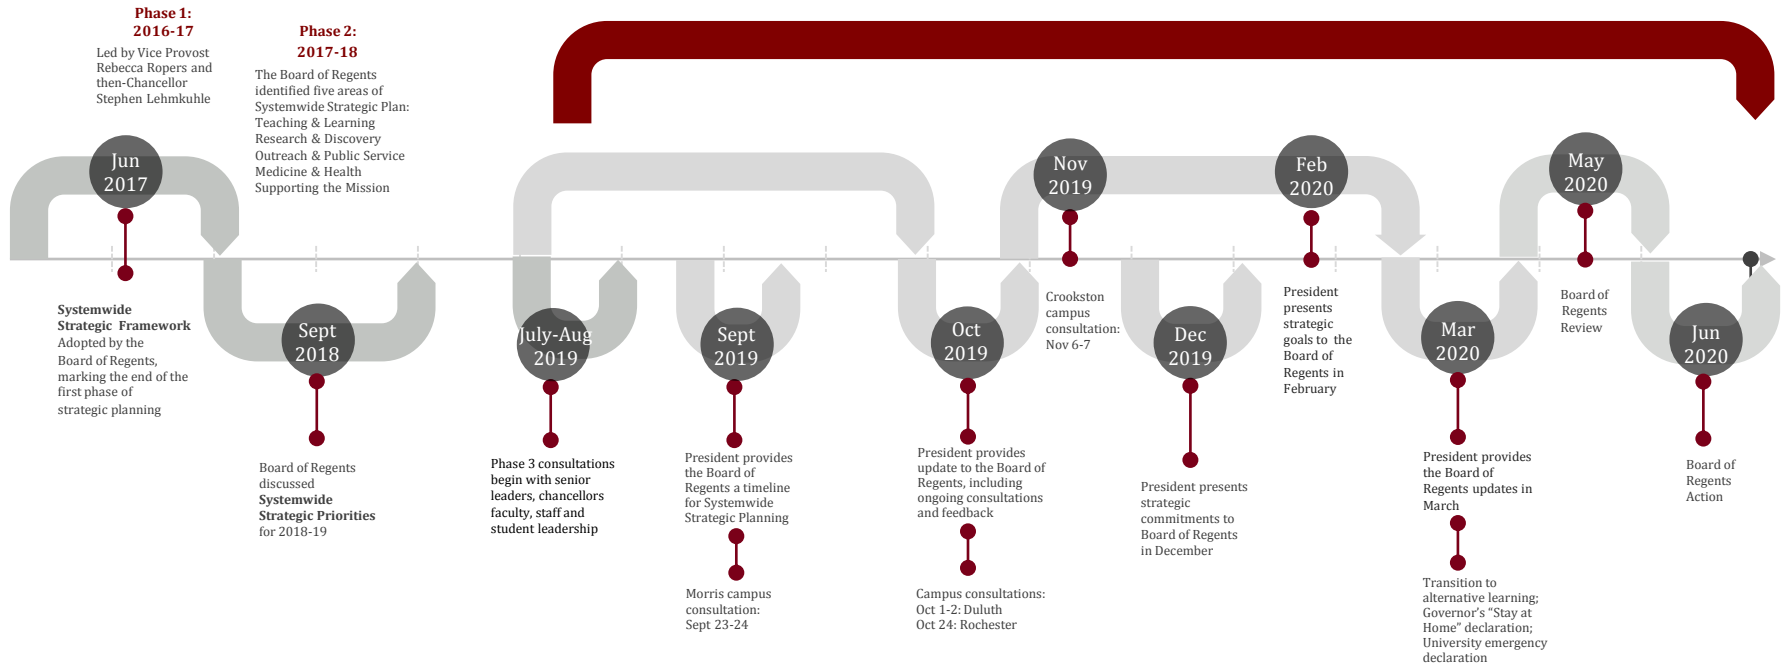 Phase 1:
2016-17
Led by Vice Provost
Rebecca Ropers and
then-Chancellor
Stephen Lehmkuhle
Phase 2:
2017-18
The Board of Regents
identified five areas of
Systemwide Strategic Plan:
Teaching & Learning
Research & Discovery
Outreach & Public Service
Medicine & Health
Supporting the Mission
Jun
2017
Systemwide
Strategic Framework
Adopted by the
Board of Regents,
marking the end of the
first phase of
strategic planning
Sept
2018
Board of Regents
discussed
Systemwide
Strategic Priorities
for 2018-19
July-Aug
2019
Phase 3 consultations
begin with senior
leaders, chancellors
faculty, staff and
student leadership
Sept
2019
President provides
the Board of
Regents a timeline
for Systemwide
Strategic Planning
Morris campus
consultation:
Sept 23-24
Oct
2019
President provides
update to the Board of
Regents, including
ongoing consultations
and feedback
Campus consultations:
Oct 1-2: Duluth
Oct 24: Rochester
Nov
2019
Crookston
campus
consultation:
Nov 6-7
Dec
2019
President presents
strategic
commitments to
Board of Regents
in December
Feb
2020
President
presents
strategic
goals to the
Board of
Regents in
February
Mar
2020
President provides
the Board of
Regents updates in
March
Transition to
alternative learning;
Governor's “Stay at
Home” declaration;
University emergency
declaration
May
2020
Board of
Regents
Review
Jun
2020
Board of
Regents
Action